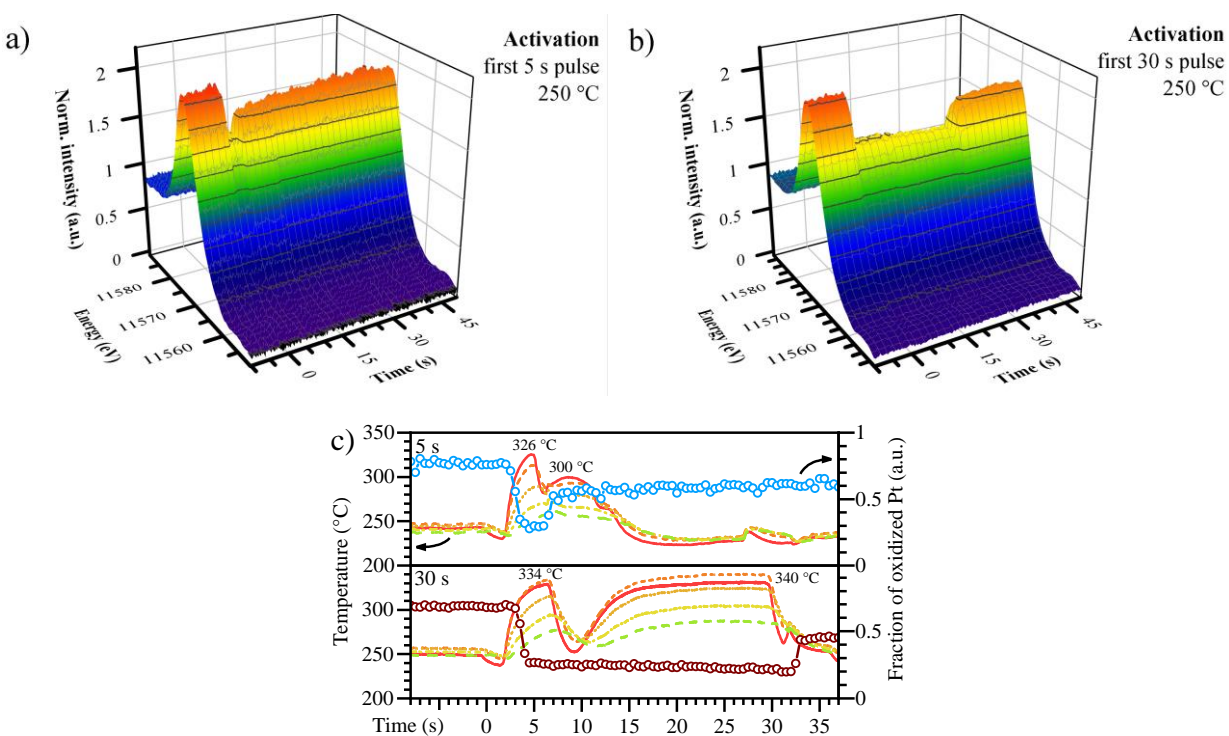 a)
Activation
first 5 s pulse
250 °C
2
1.5
1
0.5
0
Norm. intensity (a.u.)
11580
11570
11560
Energy (eV)
0
15
30
45
Time (s)
b)
Activation
first 30 s pulse
250 °C
2
1.5
1
0.5
0
Norm. intensity (a.u.)
11580
11570
11560
Energy (eV)
0
15
30
45
Time (s)
c)
350
300
250
200
300
250
200
Temperature (°C)
5 s
326 °C
300 °C
30 s
334 °C
340 °C
1
0.5
0
0.5
0
Fraction of oxidized Pt (a.u.)
Time (s)
0
5
10
15
20
25
30
35